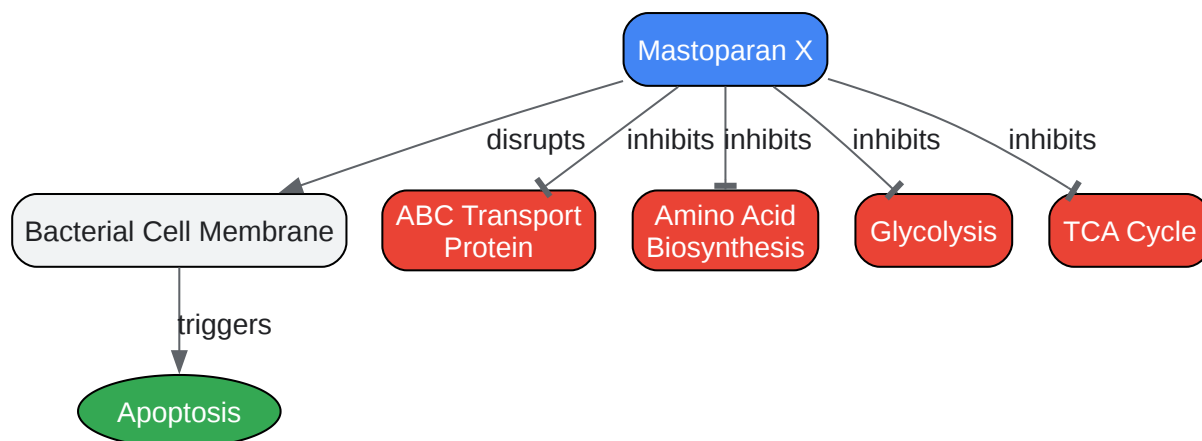 Mastoparan X
disrupts
inhibits
inhibits
inhibits
inhibits
Bacterial Cell Membrane
ABC Transport
Protein
Amino Acid
Biosynthesis
Glycolysis
TCA Cycle
triggers
Apoptosis